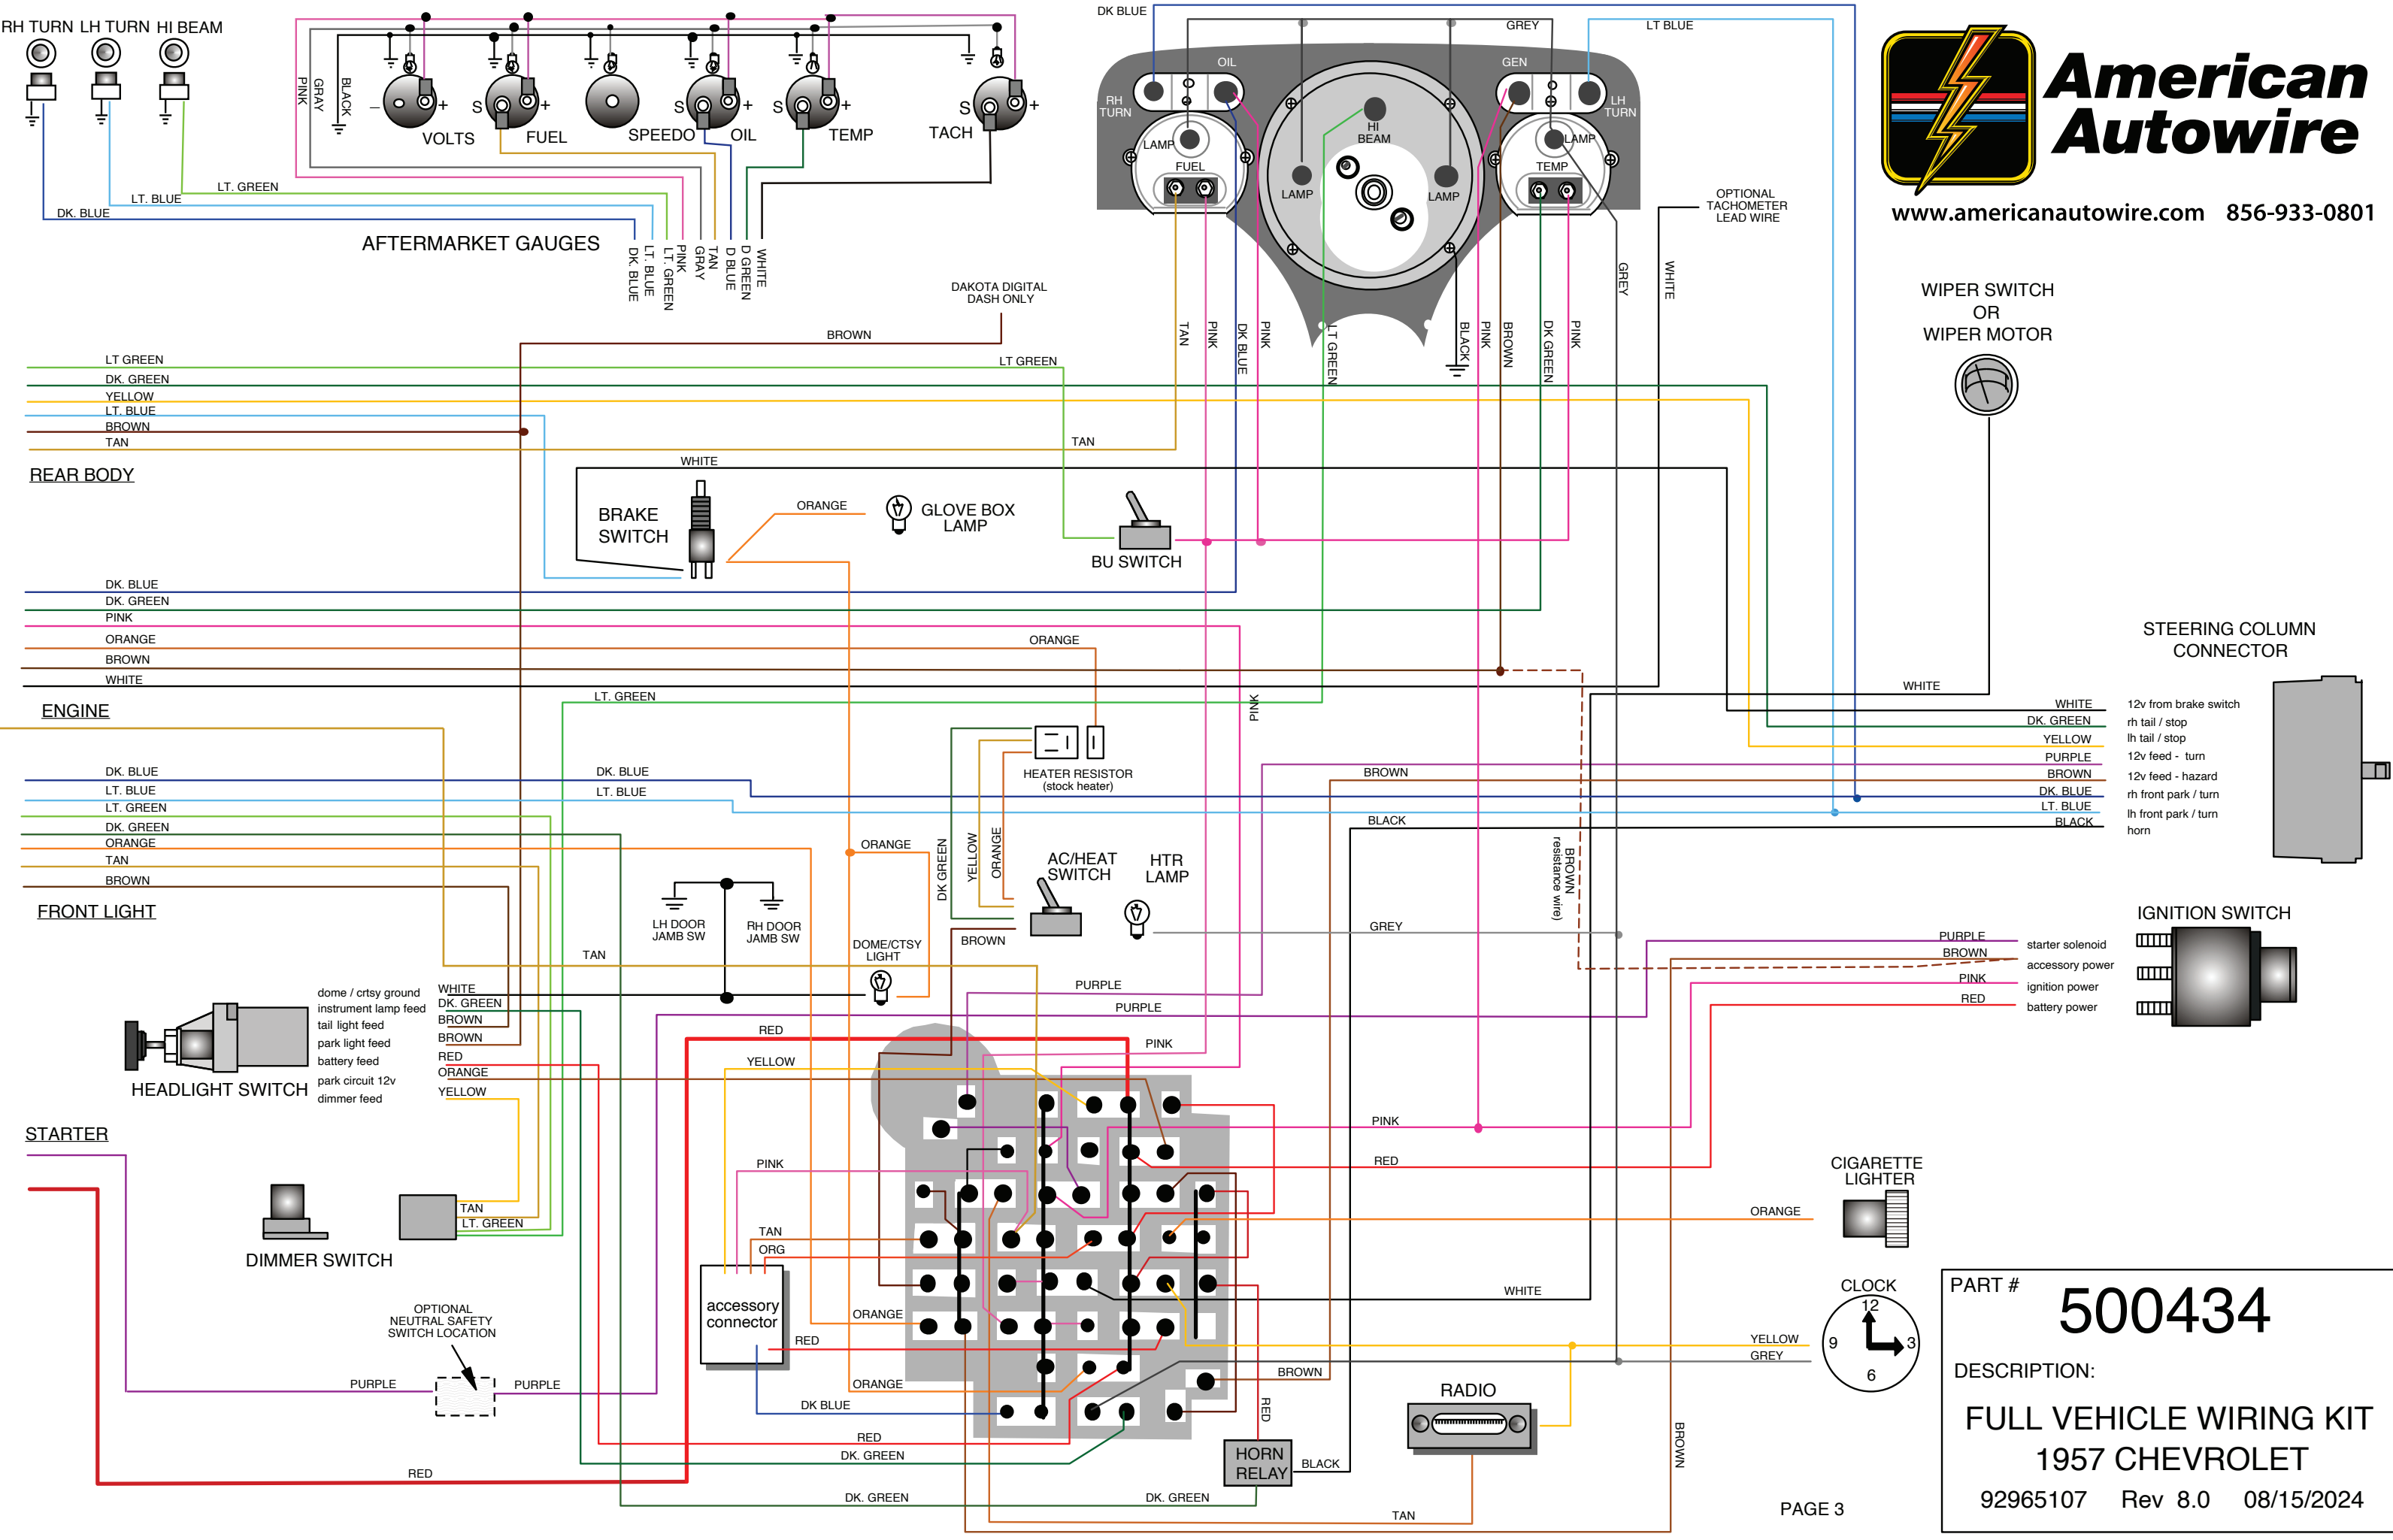 RH TURN LH TURN HI BEAM
PINK
GRAY
BLACK
VOLTS
S
FUEL
SPEEDO
S
OIL
S
TEMP
S
TACH
LT. GREEN
LT. BLUE
DK. BLUE
AFTERMARKET GAUGES
DK. BLUE
LT. BLUE
LT. GREEN
PINK
GRAY
TAN
D BLUE
D GREEN
WHITE
DK BLUE
GREY
LT BLUE
OIL
GEN
RH
TURN
LH
TURN
HI
BEAM
LAMP
LAMP
FUEL
TEMP
LAMP
LAMP
American
Autowire
www.americanautowire.com 856-933-0801
OPTIONAL
TACHOMETER
LEAD WIRE
DAKOTA DIGITAL
DASH ONLY
BROWN
TAN
PINK
DK BLUE
PINK
LT GREEN
BLACK
PINK
BROWN
DK GREEN
PINK
GREY
WHITE
WIPER SWITCH
OR
WIPER MOTOR
LT GREEN
LT GREEN
DK. GREEN
YELLOW
LT. BLUE
BROWN
TAN
TAN
REAR BODY
WHITE
BRAKE
SWITCH
ORANGE
GLOVE BOX
LAMP
BU SWITCH
DK. BLUE
DK. GREEN
PINK
ORANGE
ORANGE
BROWN
WHITE
LT. GREEN
PINK
WHITE
ENGINE
STEERING COLUMN
CONNECTOR
WHITE 12v from brake switch
DK. GREEN rh tail / stop
YELLOW lh tail / stop
PURPLE 12v feed - turn
BROWN 12v feed - hazard
DK. BLUE rh front park / turn
LT. BLUE lh front park / turn
BLACK horn
HEATER RESISTOR
(stock heater)
BROWN
DK. BLUE
DK. BLUE
LT. BLUE
LT. BLUE
LT. GREEN
DK. GREEN
ORANGE
TAN
BROWN
FRONT LIGHT
BLACK
ORANGE
DK GREEN
YELLOW
ORANGE
AC/HEAT
SWITCH
HTR
LAMP
BROWN
resistance wire)
LH DOOR
JAMB SW
RH DOOR
JAMB SW
DOME/CTSY
LIGHT
BROWN
GREY
TAN
IGNITION SWITCH
PURPLE starter solenoid
BROWN accessory power
PINK ignition power
RED battery power
dome / crtsy ground WHITE
instrument lamp feed DK. GREEN
tail light feed BROWN
park light feed BROWN
battery feed RED
park circuit 12v ORANGE
dimmer feed YELLOW
HEADLIGHT SWITCH
PURPLE
PURPLE
RED
PINK
YELLOW
STARTER
PINK
RED
PINK
TAN
LT. GREEN
DIMMER SWITCH
TAN
ORG
accessory
connector
ORANGE
RED
CIGARETTE
LIGHTER
ORANGE
WHITE
CLOCK
12
9
3
6
YELLOW
GREY
OPTIONAL
NEUTRAL SAFETY
SWITCH LOCATION
PURPLE
PURPLE
ORANGE
DK BLUE
BROWN
RED
RADIO
BROWN
RED
DK. GREEN
RED
HORN
RELAY
BLACK
DK. GREEN
DK. GREEN
TAN
PAGE 3
PART #
500434
DESCRIPTION:
FULL VEHICLE WIRING KIT
1957 CHEVROLET
92965107 Rev 8.0 08/15/2024